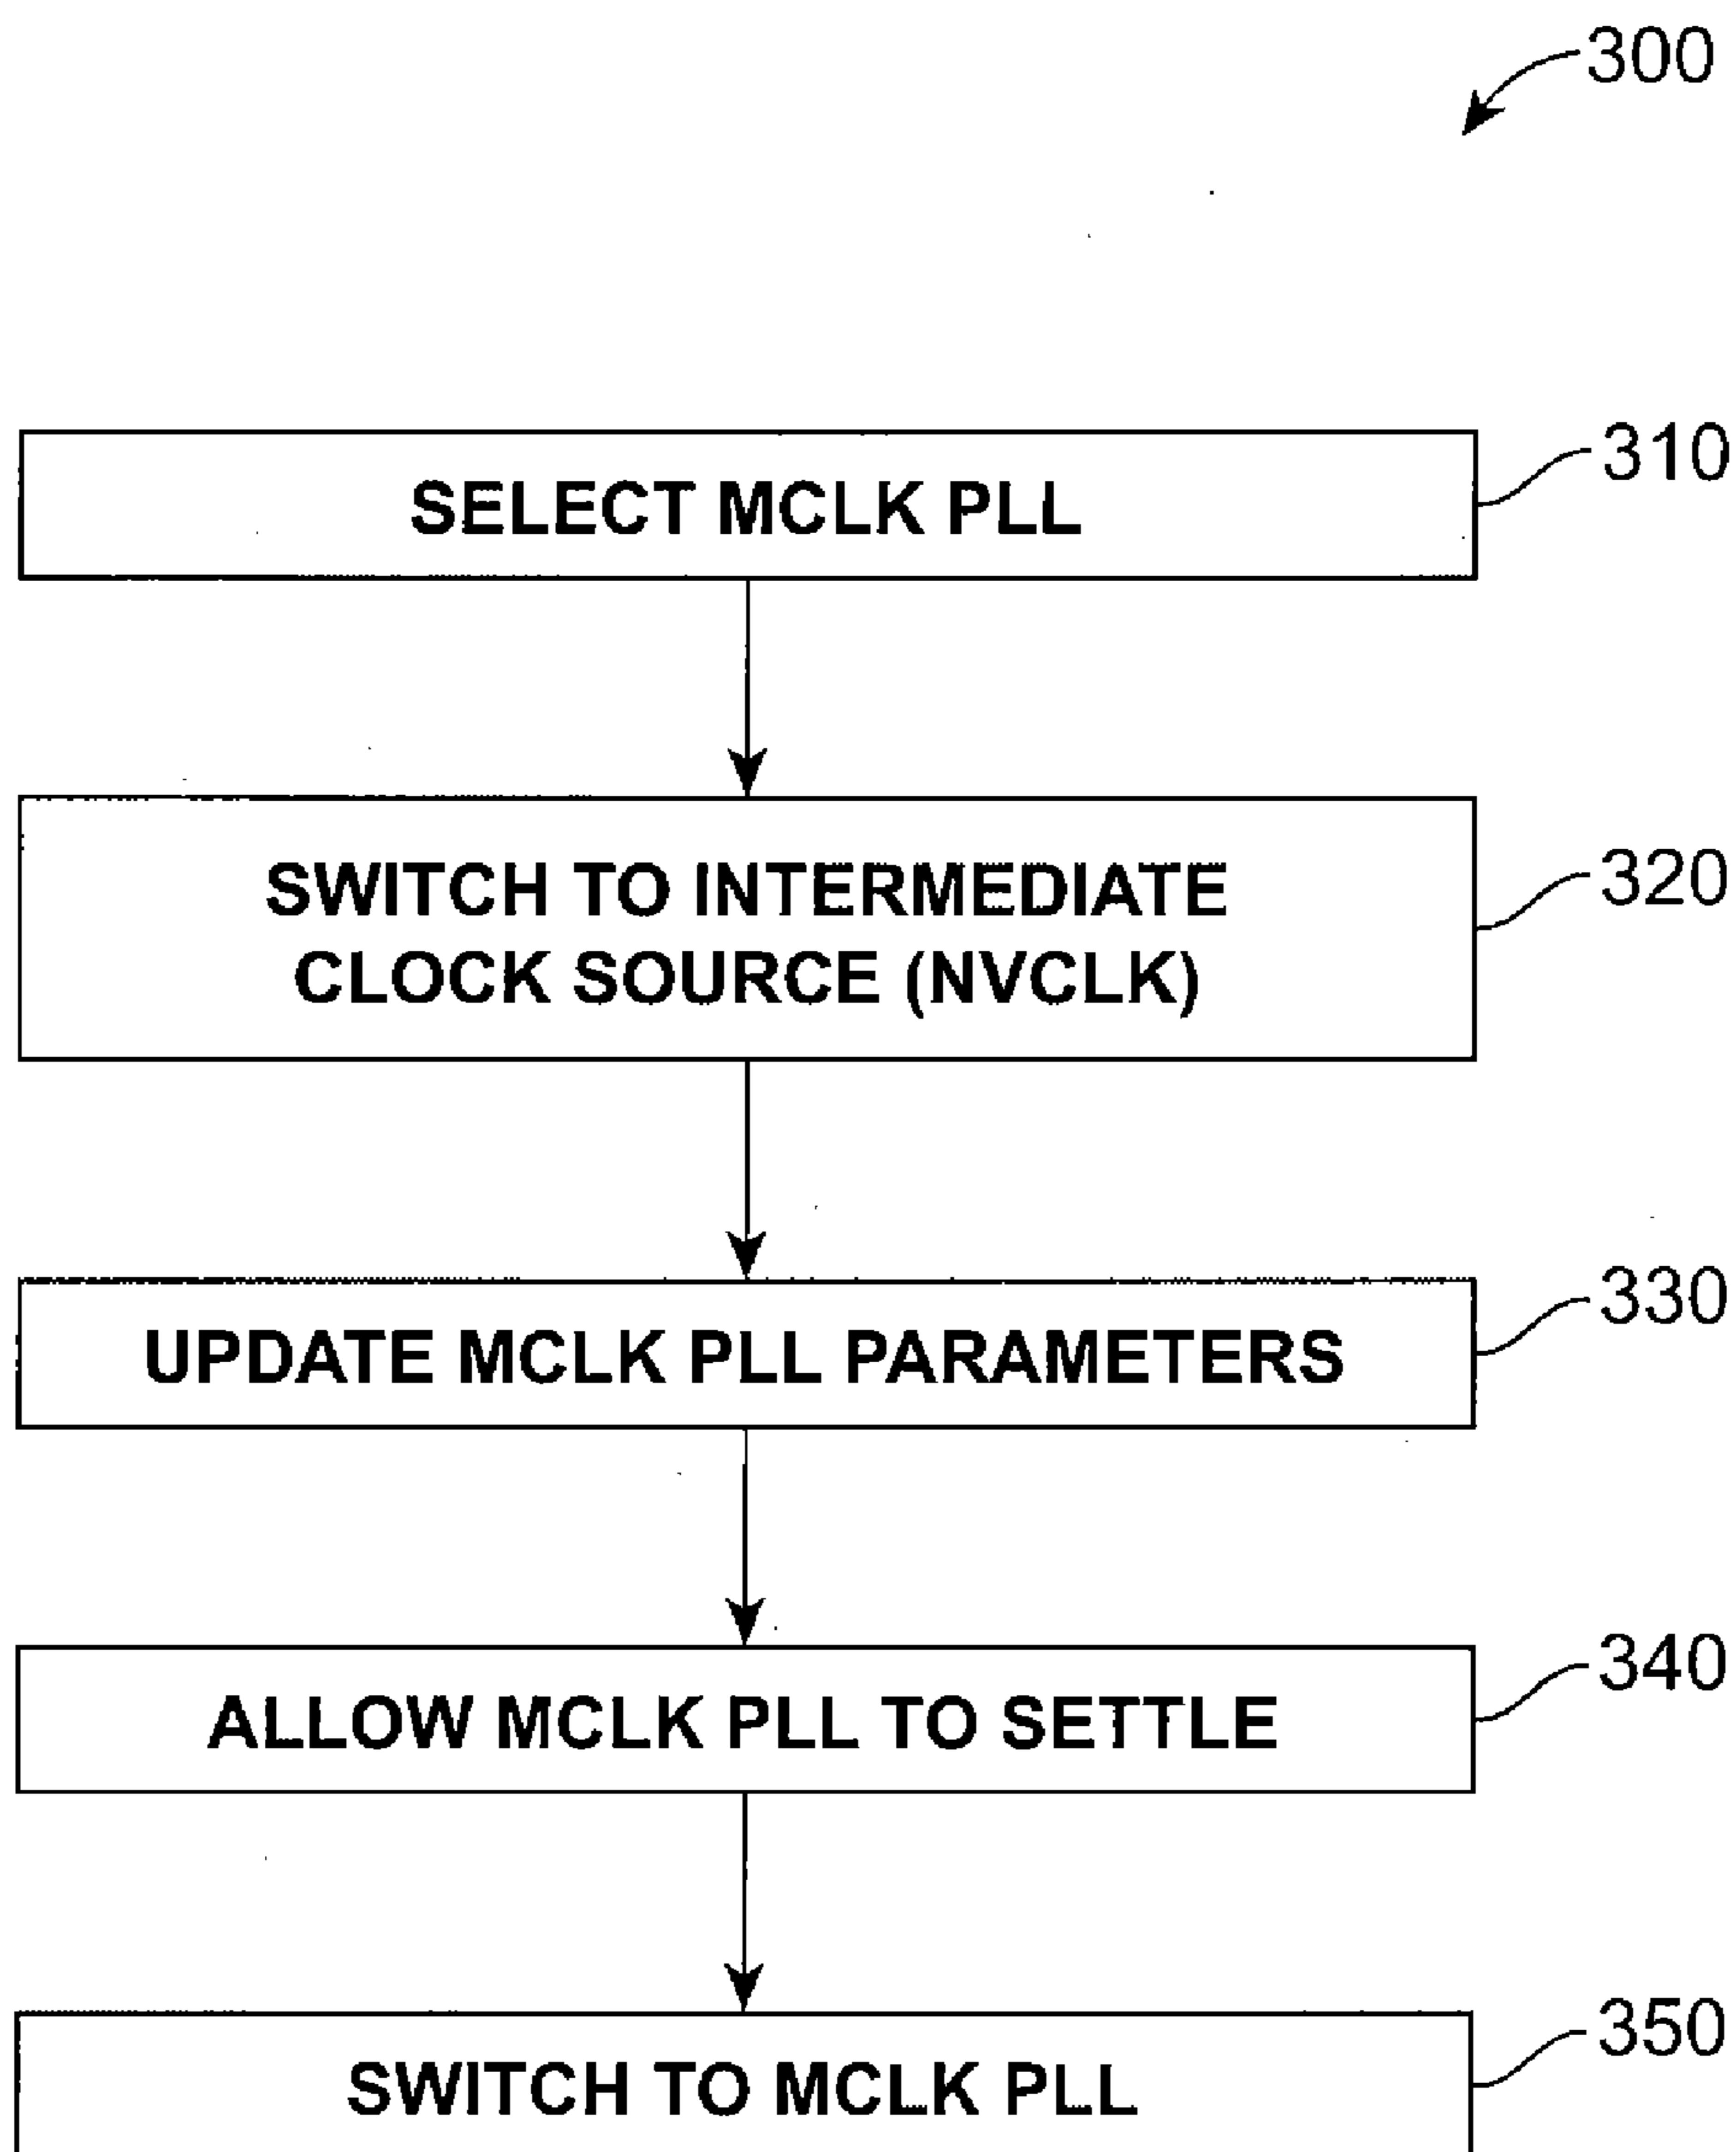 300
SELECT MCLK PLL
310
SWITCH TO INTERMEDIATE
CLOCK SOURCE (NVCLK)
320
UPDATE MCLK PLL PARAMETERS
330
ALLOW MCLK PLL TO SETTLE
340
SWITCH TO MCLK PLL
350